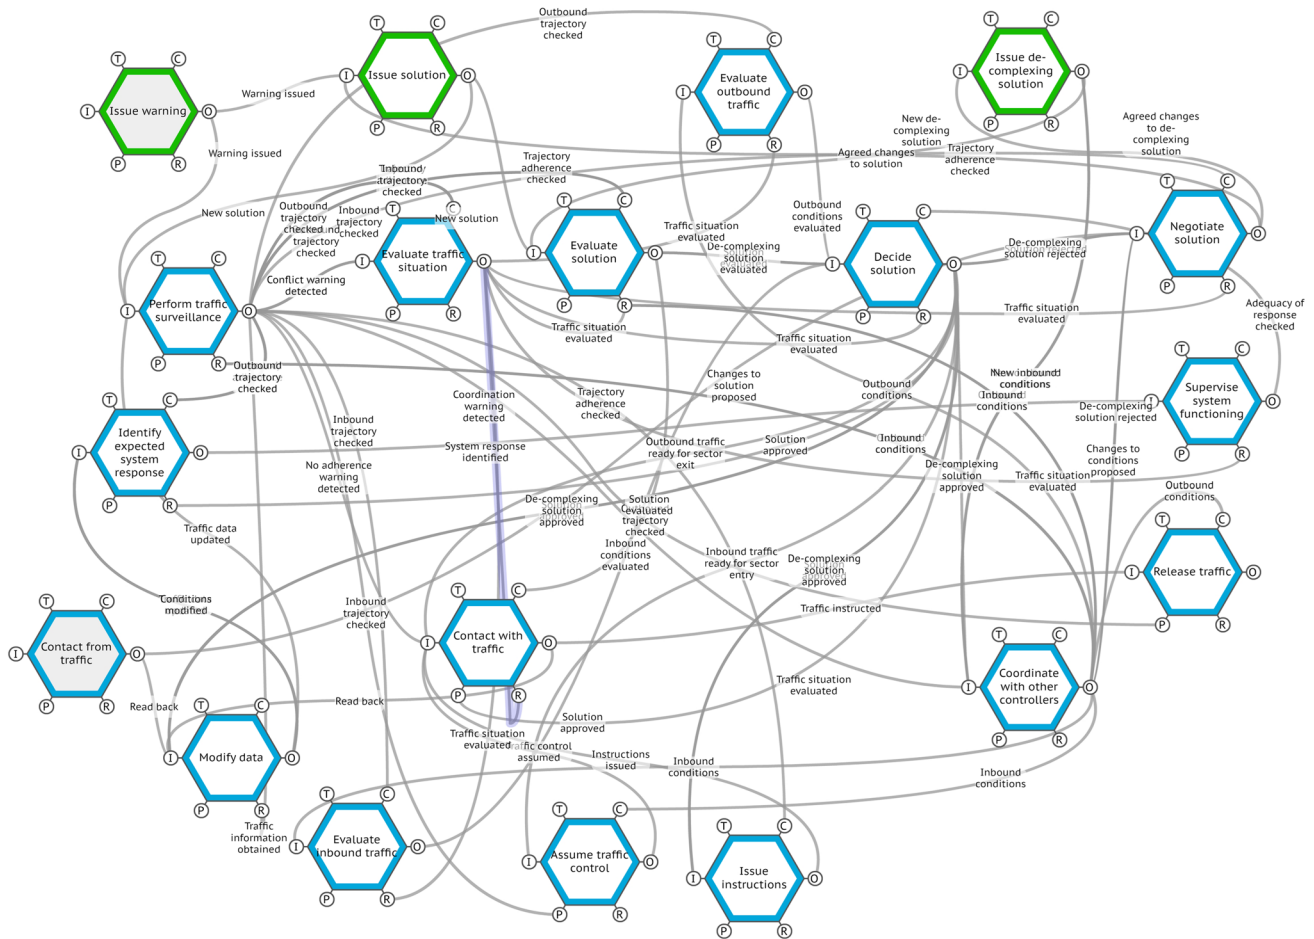 Outbound
trajectory
checked
T
C
I
Issue solution
O
P
R
T
C
I
Evaluate
outbound
traffic
O
P
R
T
C
I
Issue de-
complexing
solution
O
P
R
T
C
I
Issue warning
O
P
R
Warning issued
Warning issued
New de-
complexing
solution
Agreed changes
to de-
complexing
solution
Agreed changes
to solution
Trajectory
adherence
checked
Trajectory
adherence
checked
Inbound
trajectory
checked
New solution
Outbound
trajectory
checked
trajectory
checked
Inbound
trajectory
checked
New solution
T
C
I
Evaluate traffic
situation
O
P
R
T
C
I
Evaluate
solution
O
P
R
Traffic situation
evaluated
De-complexing
solution
evaluated
Outbound
conditions
evaluated
T
C
I
Decide
solution
O
P
R
De-complexing
solution rejected
T
C
I
Negotiate
solution
O
P
R
T
C
I
Perform traffic
surveillance
O
P
R
Conflict warning
detected
Traffic situation
evaluated
Traffic situation
evaluated
Traffic situation
evaluated
Adequacy of
response
checked
Outbound
trajectory
checked
Coordination
warning
detected
Trajectory
adherence
checked
Changes to
solution
proposed
Outbound
conditions
New inbound
conditions
Inbound
conditions
De-complexing
solution rejected
T
C
I
Supervise
system
functioning
O
P
R
T
C
I
Identify
expected
system
response
O
P
R
Inbound
trajectory
checked
No adherence
warning
detected
System response
identified
Outbound traffic
ready for sector
exit
Solution
approved
Inbound
conditions
De-complexing
solution
approved
Changes to
conditions
proposed
Traffic situation
evaluated
Outbound
conditions
Traffic data
updated
De-complexing
solution
approved
Solution
evaluated
trajectory
checked
Inbound
conditions
evaluated
Inbound traffic
ready for sector
entry
De-complexing
solution
approved
T
C
I
Release traffic
O
P
R
Conditions
modified
Inbound
trajectory
checked
Traffic instructed
T
C
I
Contact from
traffic
O
P
R
T
C
I
Contact with
traffic
O
P
R
T
C
I
Coordinate
with other
controllers
O
P
R
Traffic situation
evaluated
Read back
Read back
Solution
approved
Traffic situation
evaluated
Traffic control
assumed
Instructions
issued
Inbound
conditions
Inbound
conditions
T
C
I
Modify data
O
P
R
Traffic
information
obtained
T
C
I
Evaluate
inbound traffic
O
P
R
T
C
I
Assume traffic
control
O
P
R
T
C
I
Issue
instructions
O
P
R